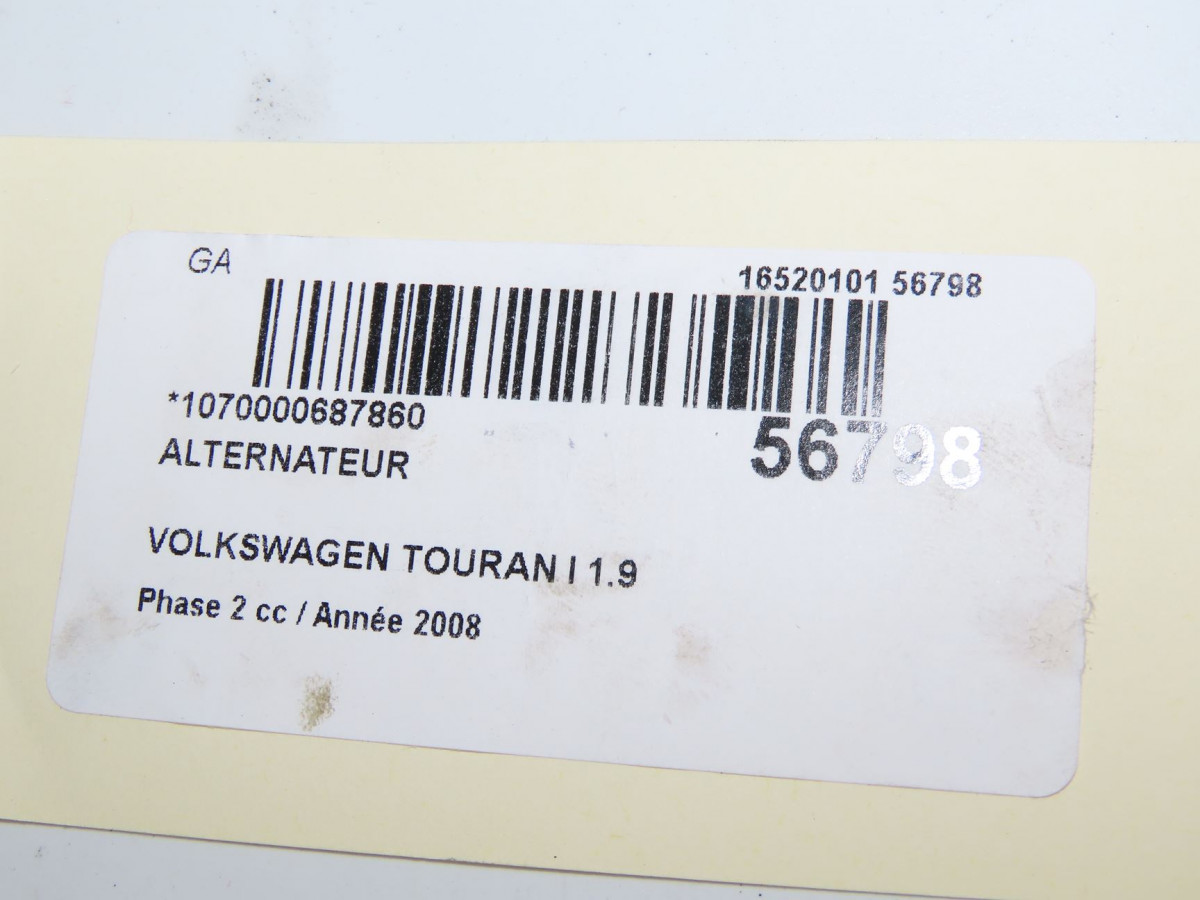 GA
16520101 56798
*1070000687860
56798
ALTERNATEUR
VOLKSWAGEN TOURAN I 1.9
Phase 2 cc / Année 2008